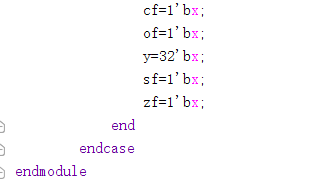 cf=1'bx;
of=1'bx;
y=32'bx;
sf=1'bx;
zf=1'bx;
end
endcase
endmodule